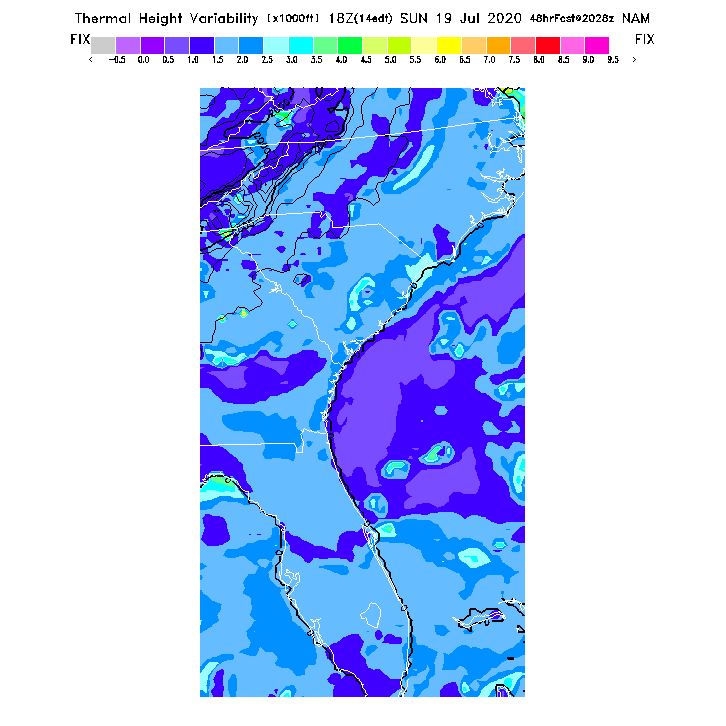 Thermal Height Variability [x1000ft] 18Z(14edt) SUN 19 Jul 2020 48hrFcst@2028z NAM
FIX FIX
< -0.5 0.0 0.5 1.0 1.5 2.0 2.5 3.0 3.5 4.0 4.5 5.0 5.5 6.0 6.5 7.0 7.5 8.0 8.5 9.0 9.5 >